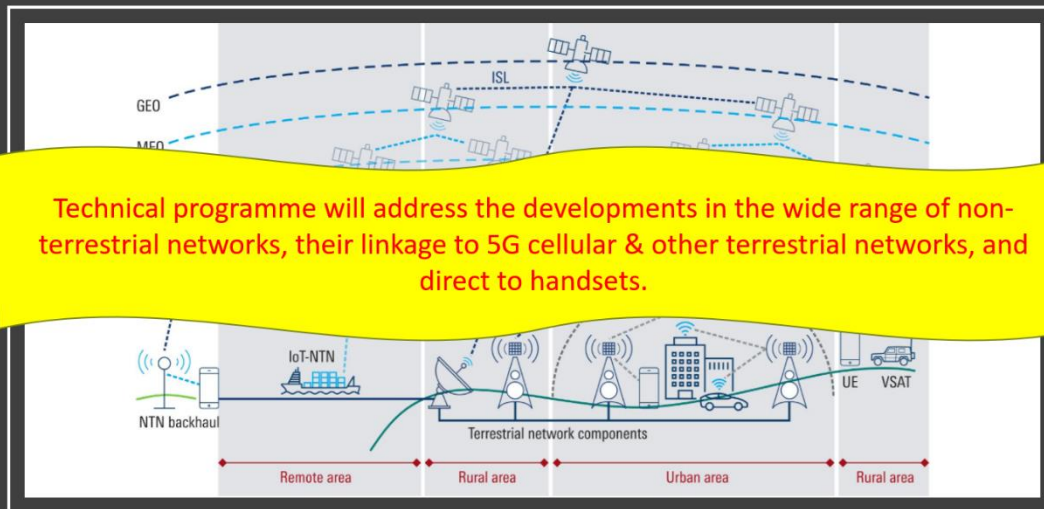 ISL
GEO
MEO
Technical programme will address the developments in the wide range of non-
terrestrial networks, their linkage to 5G cellular & other terrestrial networks, and
direct to handsets.
IoT-NTN
UE VSAT
NTN backhaul
Terrestrial network components
Remote area Rural area Urban area Rural area